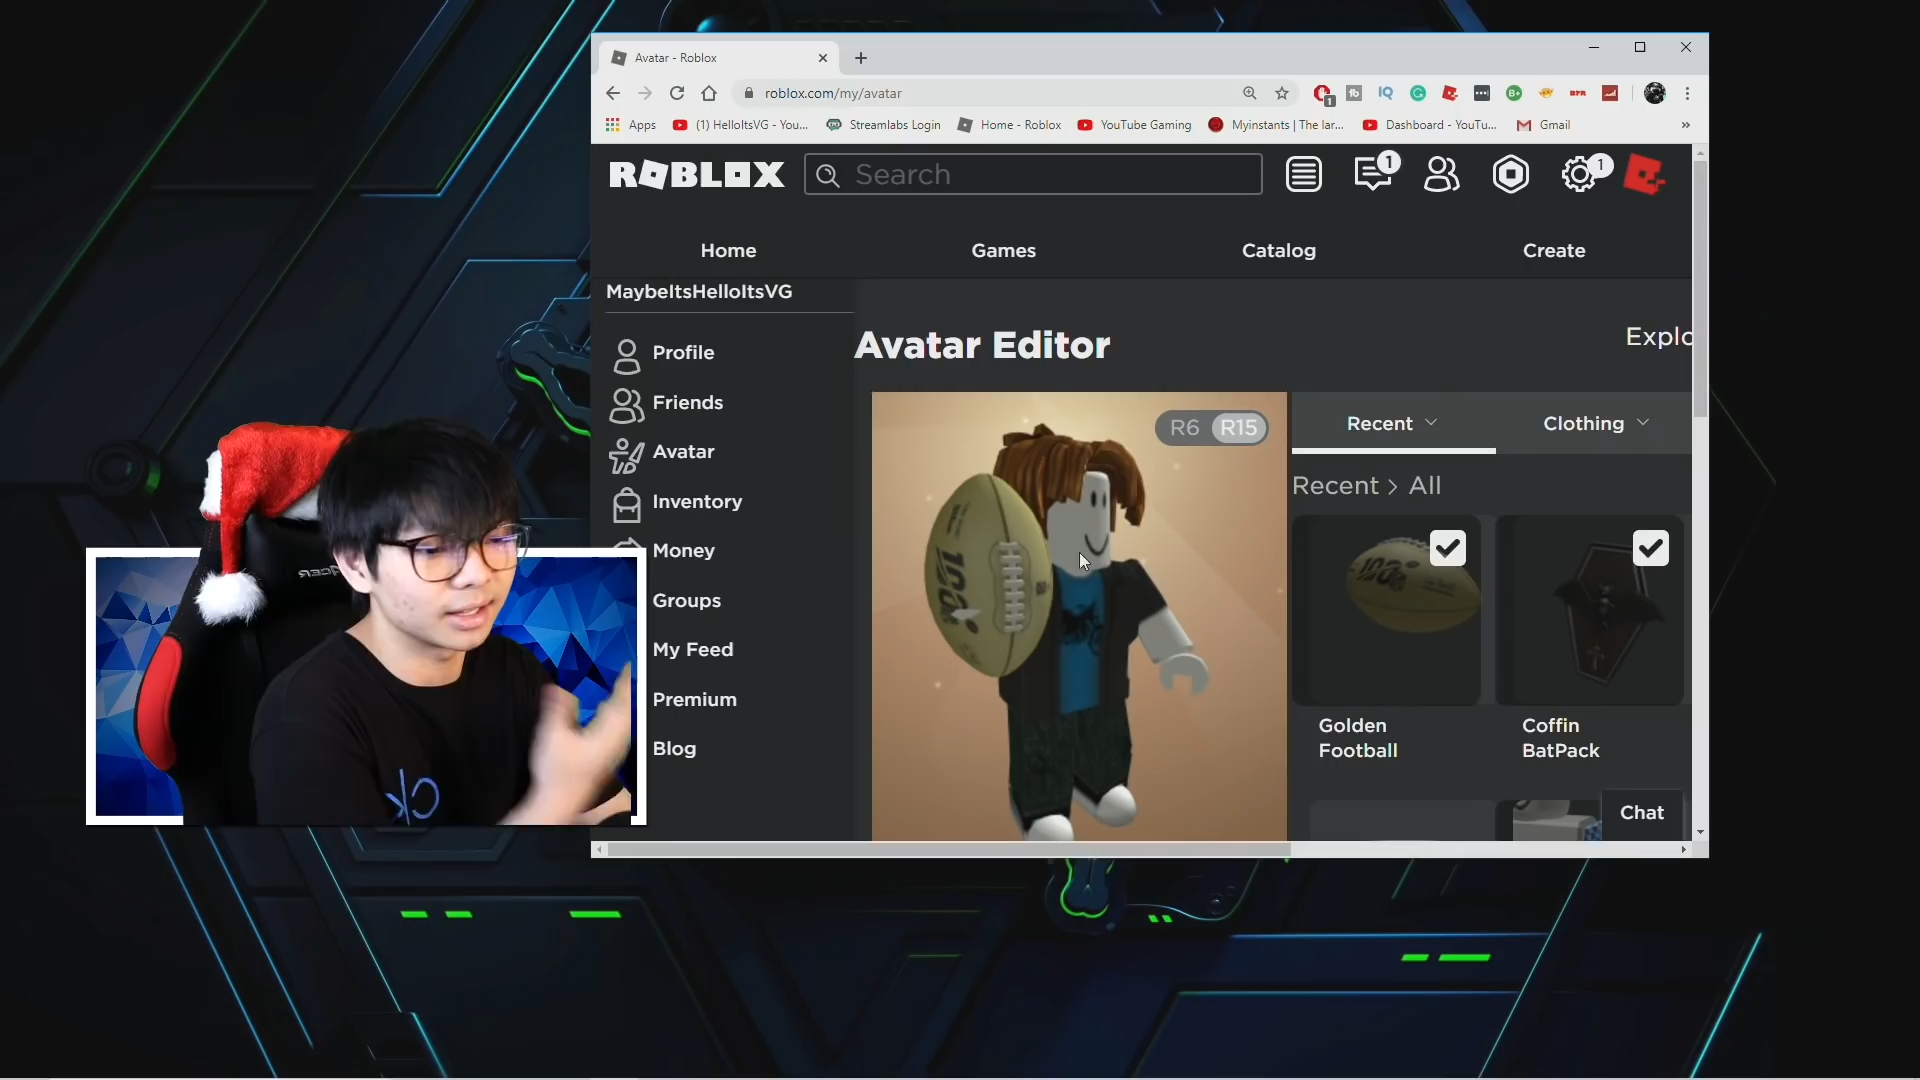 Avatar - Roblox
roblox.com/my/avatar
Apps
(1) HelloItsVG - You...
Streamlabs Login
Home - Roblox
YouTube Gaming
Myinstants | The lar...
Dashboard - YouTu...
Gmail
ROBLOX
Search
1
1
Home
Games
Catalog
Create
MaybeItsHelloItsVG
Profile
Friends
Avatar
Inventory
Money
Groups
My Feed
Premium
Blog
Avatar Editor
Explo
R6
R15
100
Recent
Clothing
Recent > All
Golden
Football
Coffin
BatPack
Chat
ck